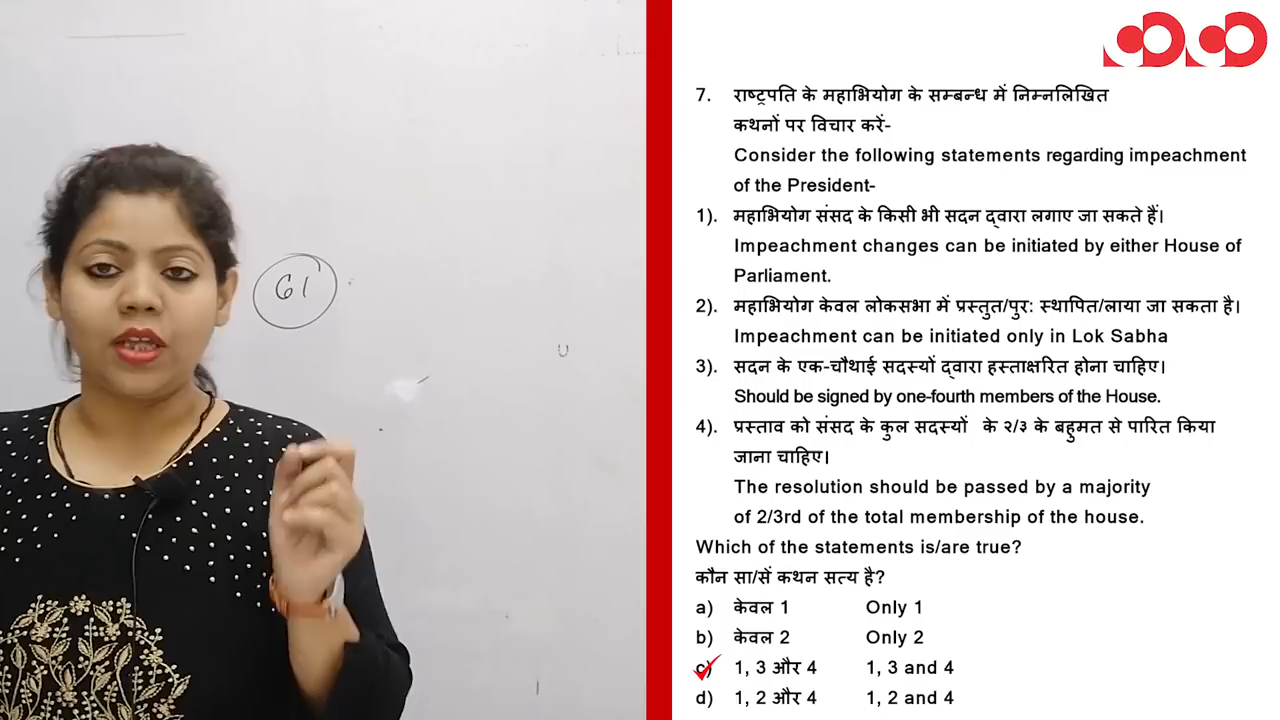 61
7. राष्ट्रपति के महाभियोग के सम्बन्ध में निम्नलिखित
कथनों पर विचार करें-
Consider the following statements regarding impeachment
of the President-
1). महाभियोग संसद के किसी भी सदन द्वारा लगाए जा सकते हैं।
Impeachment changes can be initiated by either House of
Parliament.
2). महाभियोग केवल लोकसभा में प्रस्तुत/पुर: स्थापित/लाया जा सकता है।
Impeachment can be initiated only in Lok Sabha
3). सदन के एक-चौथाई सदस्यों द्वारा हस्ताक्षरित होना चाहिए।
Should be signed by one-fourth members of the House.
4). प्रस्ताव को संसद के कुल सदस्यों के २/३ के बहुमत से पारित किया
जाना चाहिए।
The resolution should be passed by a majority
of 2/3rd of the total membership of the house.
Which of the statements is/are true?
कौन सा/सें कथन सत्य है?
a) केवल 1 Only 1
b) केवल 2 Only 2
c) 1, 3 और 4 1, 3 and 4
d) 1, 2 और 4 1, 2 and 4